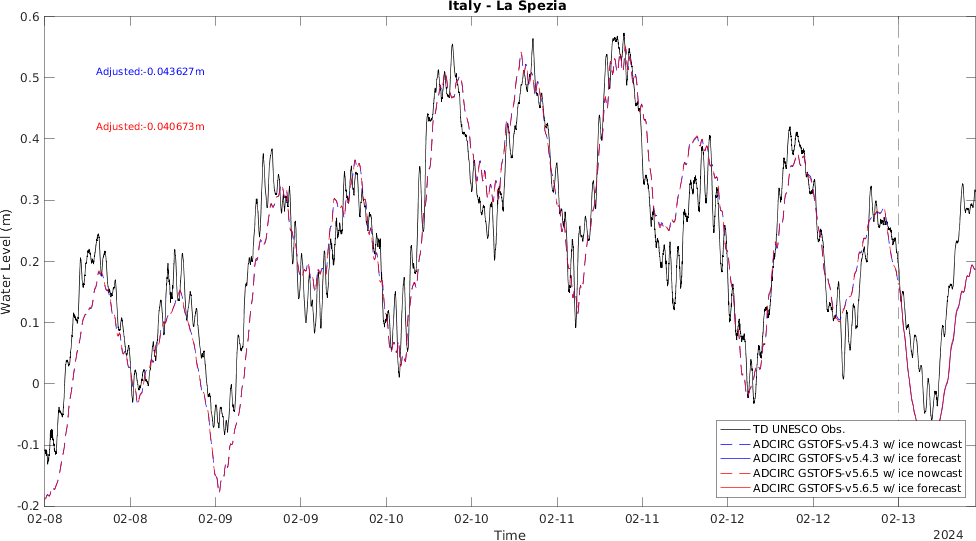 Italy - La Spezia
Adjusted:-0.043627m
Adjusted:-0.040673m
Water Level (m)
0.6
0.5
0.4
0.3
0.2
0.1
0
-0.1
-0.2
TD UNESCO Obs.
ADCIRC GSTOFS-v5.4.3 w/ ice nowcast
ADCIRC GSTOFS-v5.4.3 w/ ice forecast
ADCIRC GSTOFS-v5.6.5 w/ ice nowcast
ADCIRC GSTOFS-v5.6.5 w/ ice forecast
02-08 02-08 02-09 02-09 02-10 02-10 02-11 02-11 02-12 02-12 02-13
Time
2024